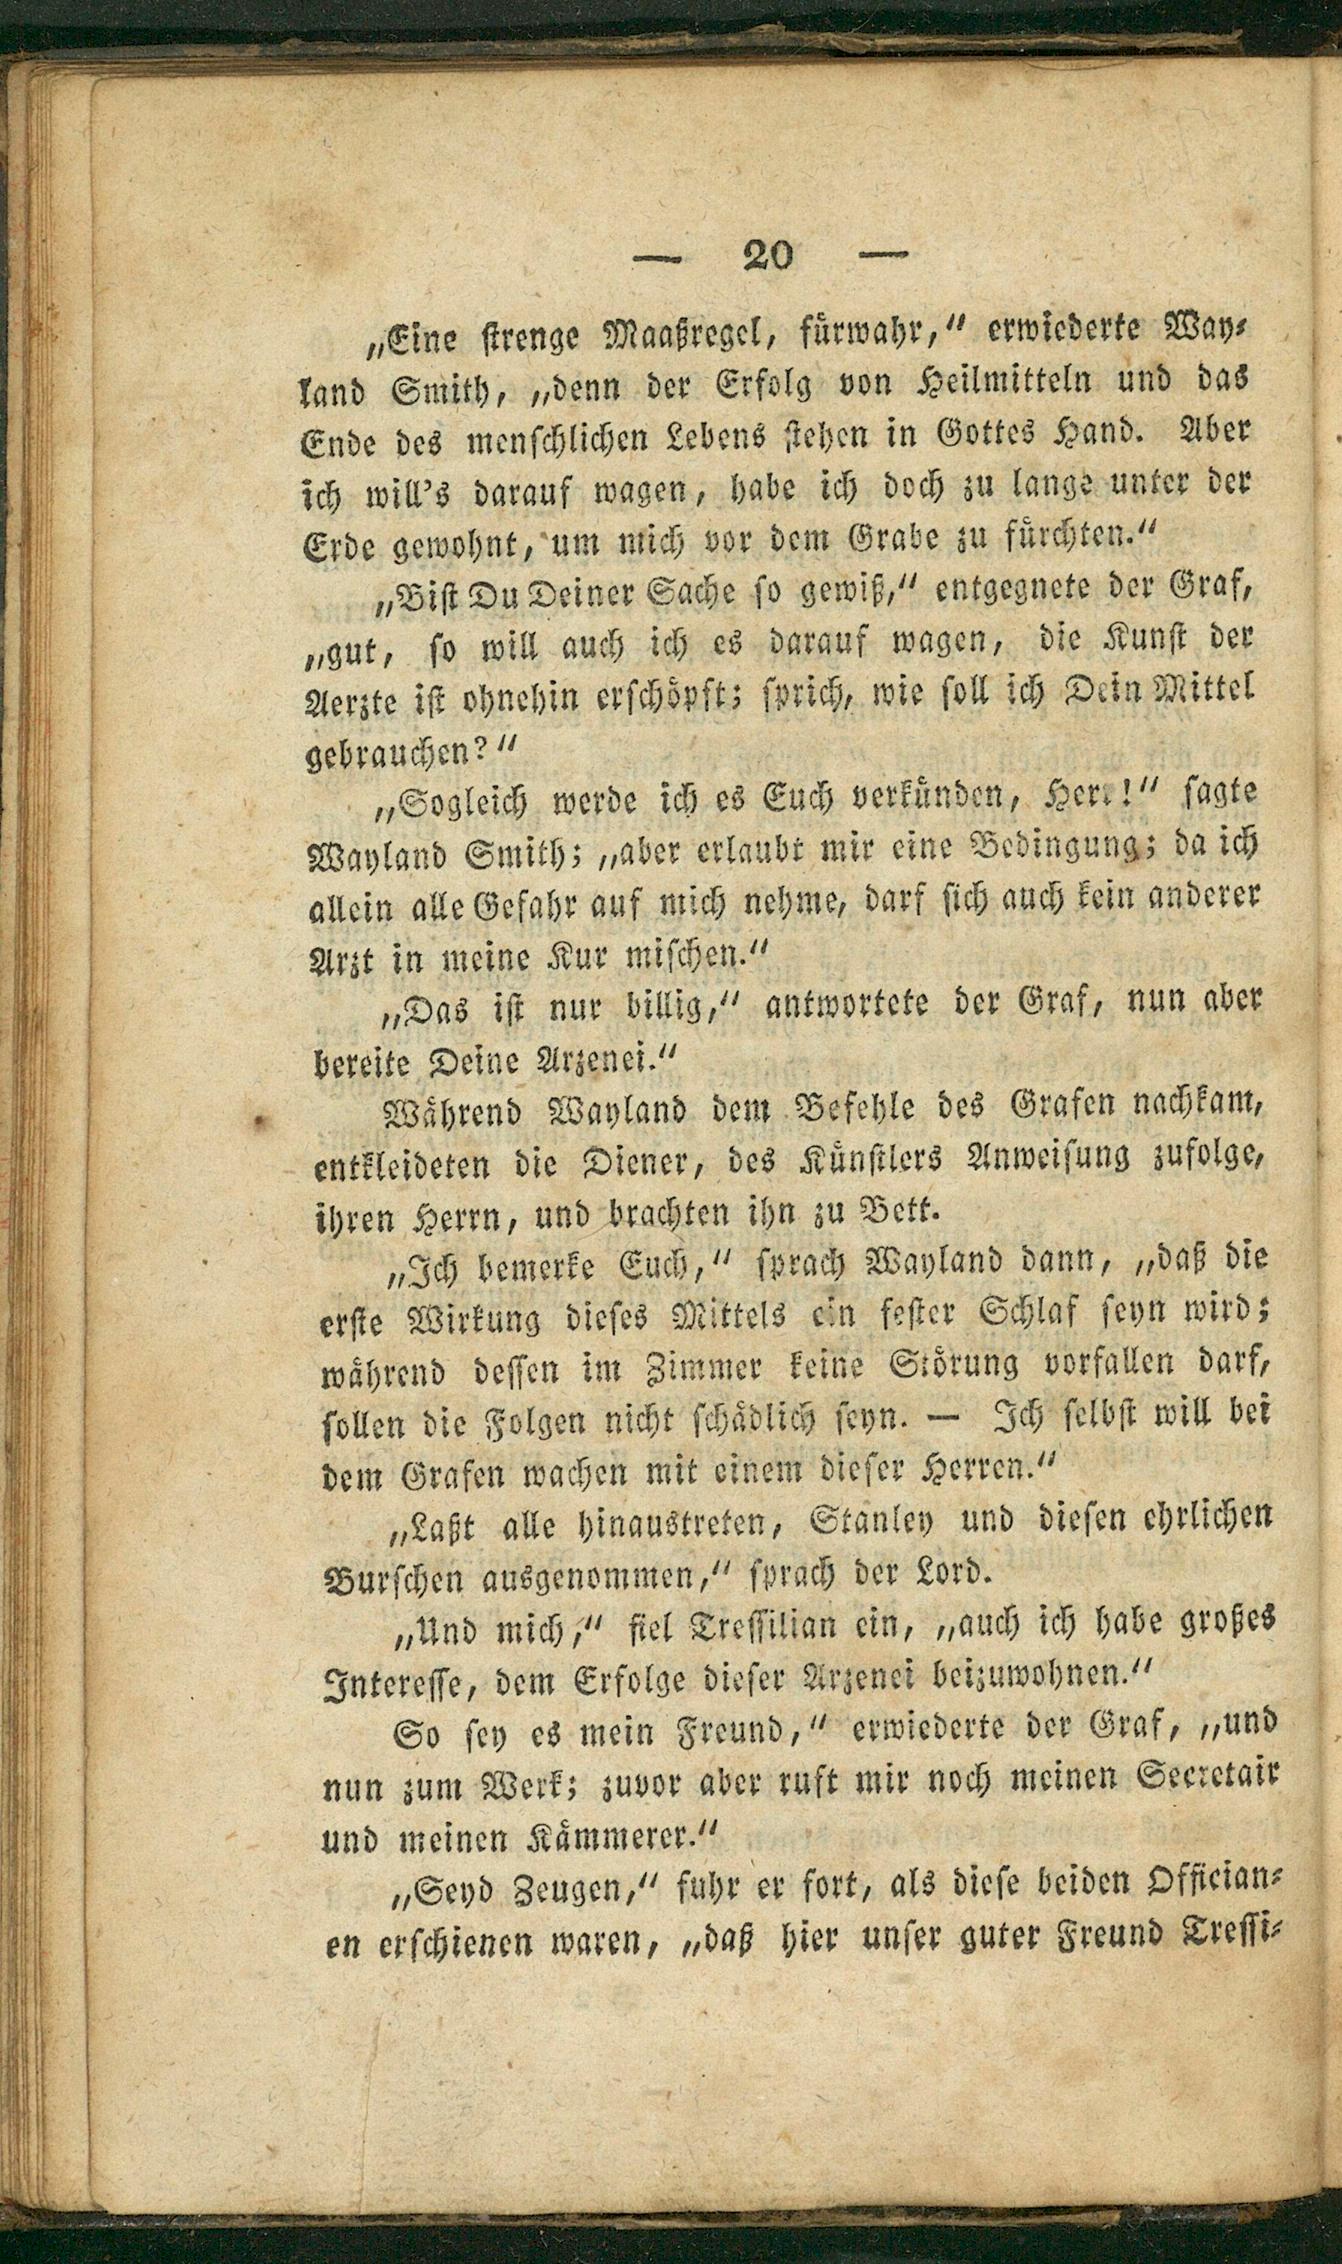 — 20 —
„Eine strenge Maaßregel, fürwahr,“ erwiederte Way-
land Smith, „denn der Erfolg von Heilmitteln und das
Ende des menschlichen Lebens stehen in Gottes Hand. Aber
ich will's darauf wagen, habe ich doch zu lange unter der
Erde gewohnt, um mich vor dem Grabe zu fürchten.“
„Bist Du Deiner Sache so gewiß,“ entgegnete der Graf,
„gut, so will auch ich es darauf wagen, die Kunst der
Aerzte ist ohnehin erschöpft; sprich, wie soll ich Dein Mittel
gebrauchen?“
„Sogleich werde ich es Euch verkünden, Herr!“ sagte
Wayland Smith; „aber erlaubt mir eine Bedingung; da ich
allein alle Gefahr auf mich nehme, darf sich auch kein anderer
Arzt in meine Kur mischen.“
„Das ist nur billig,“ antwortete der Graf, nun aber
bereite Deine Arzenei.“
Während Wayland dem Befehle des Grafen nachkam,
entkleideten die Diener, des Künstlers Anweisung zufolge,
ihren Herrn, und brachten ihn zu Bett.
„Ich bemerke Euch,“ sprach Wayland dann, „daß die
erste Wirkung dieses Mittels ein fester Schlaf seyn wird;
während dessen im Zimmer keine Störung vorfallen darf,
sollen die Folgen nicht schädlich seyn. — Ich selbst will bei
dem Grafen wachen mit einem dieser Herren.“
„Laßt alle hinaustreten, Stanley und diesen ehrlichen
Burschen ausgenommen,“ sprach der Lord.
„Und mich,“ fiel Tressilian ein, „auch ich habe großes
Interesse, dem Erfolge dieser Arzenei beizuwohnen.“
So sey es mein Freund,“ erwiederte der Graf, „und
nun zum Werk; zuvor aber ruft mir noch meinen Secretair
und meinen Kämmerer.“
„Seyd Zeugen,“ fuhr er fort, als diese beiden Offician-
en erschienen waren, „daß hier unser guter Freund Tressi-